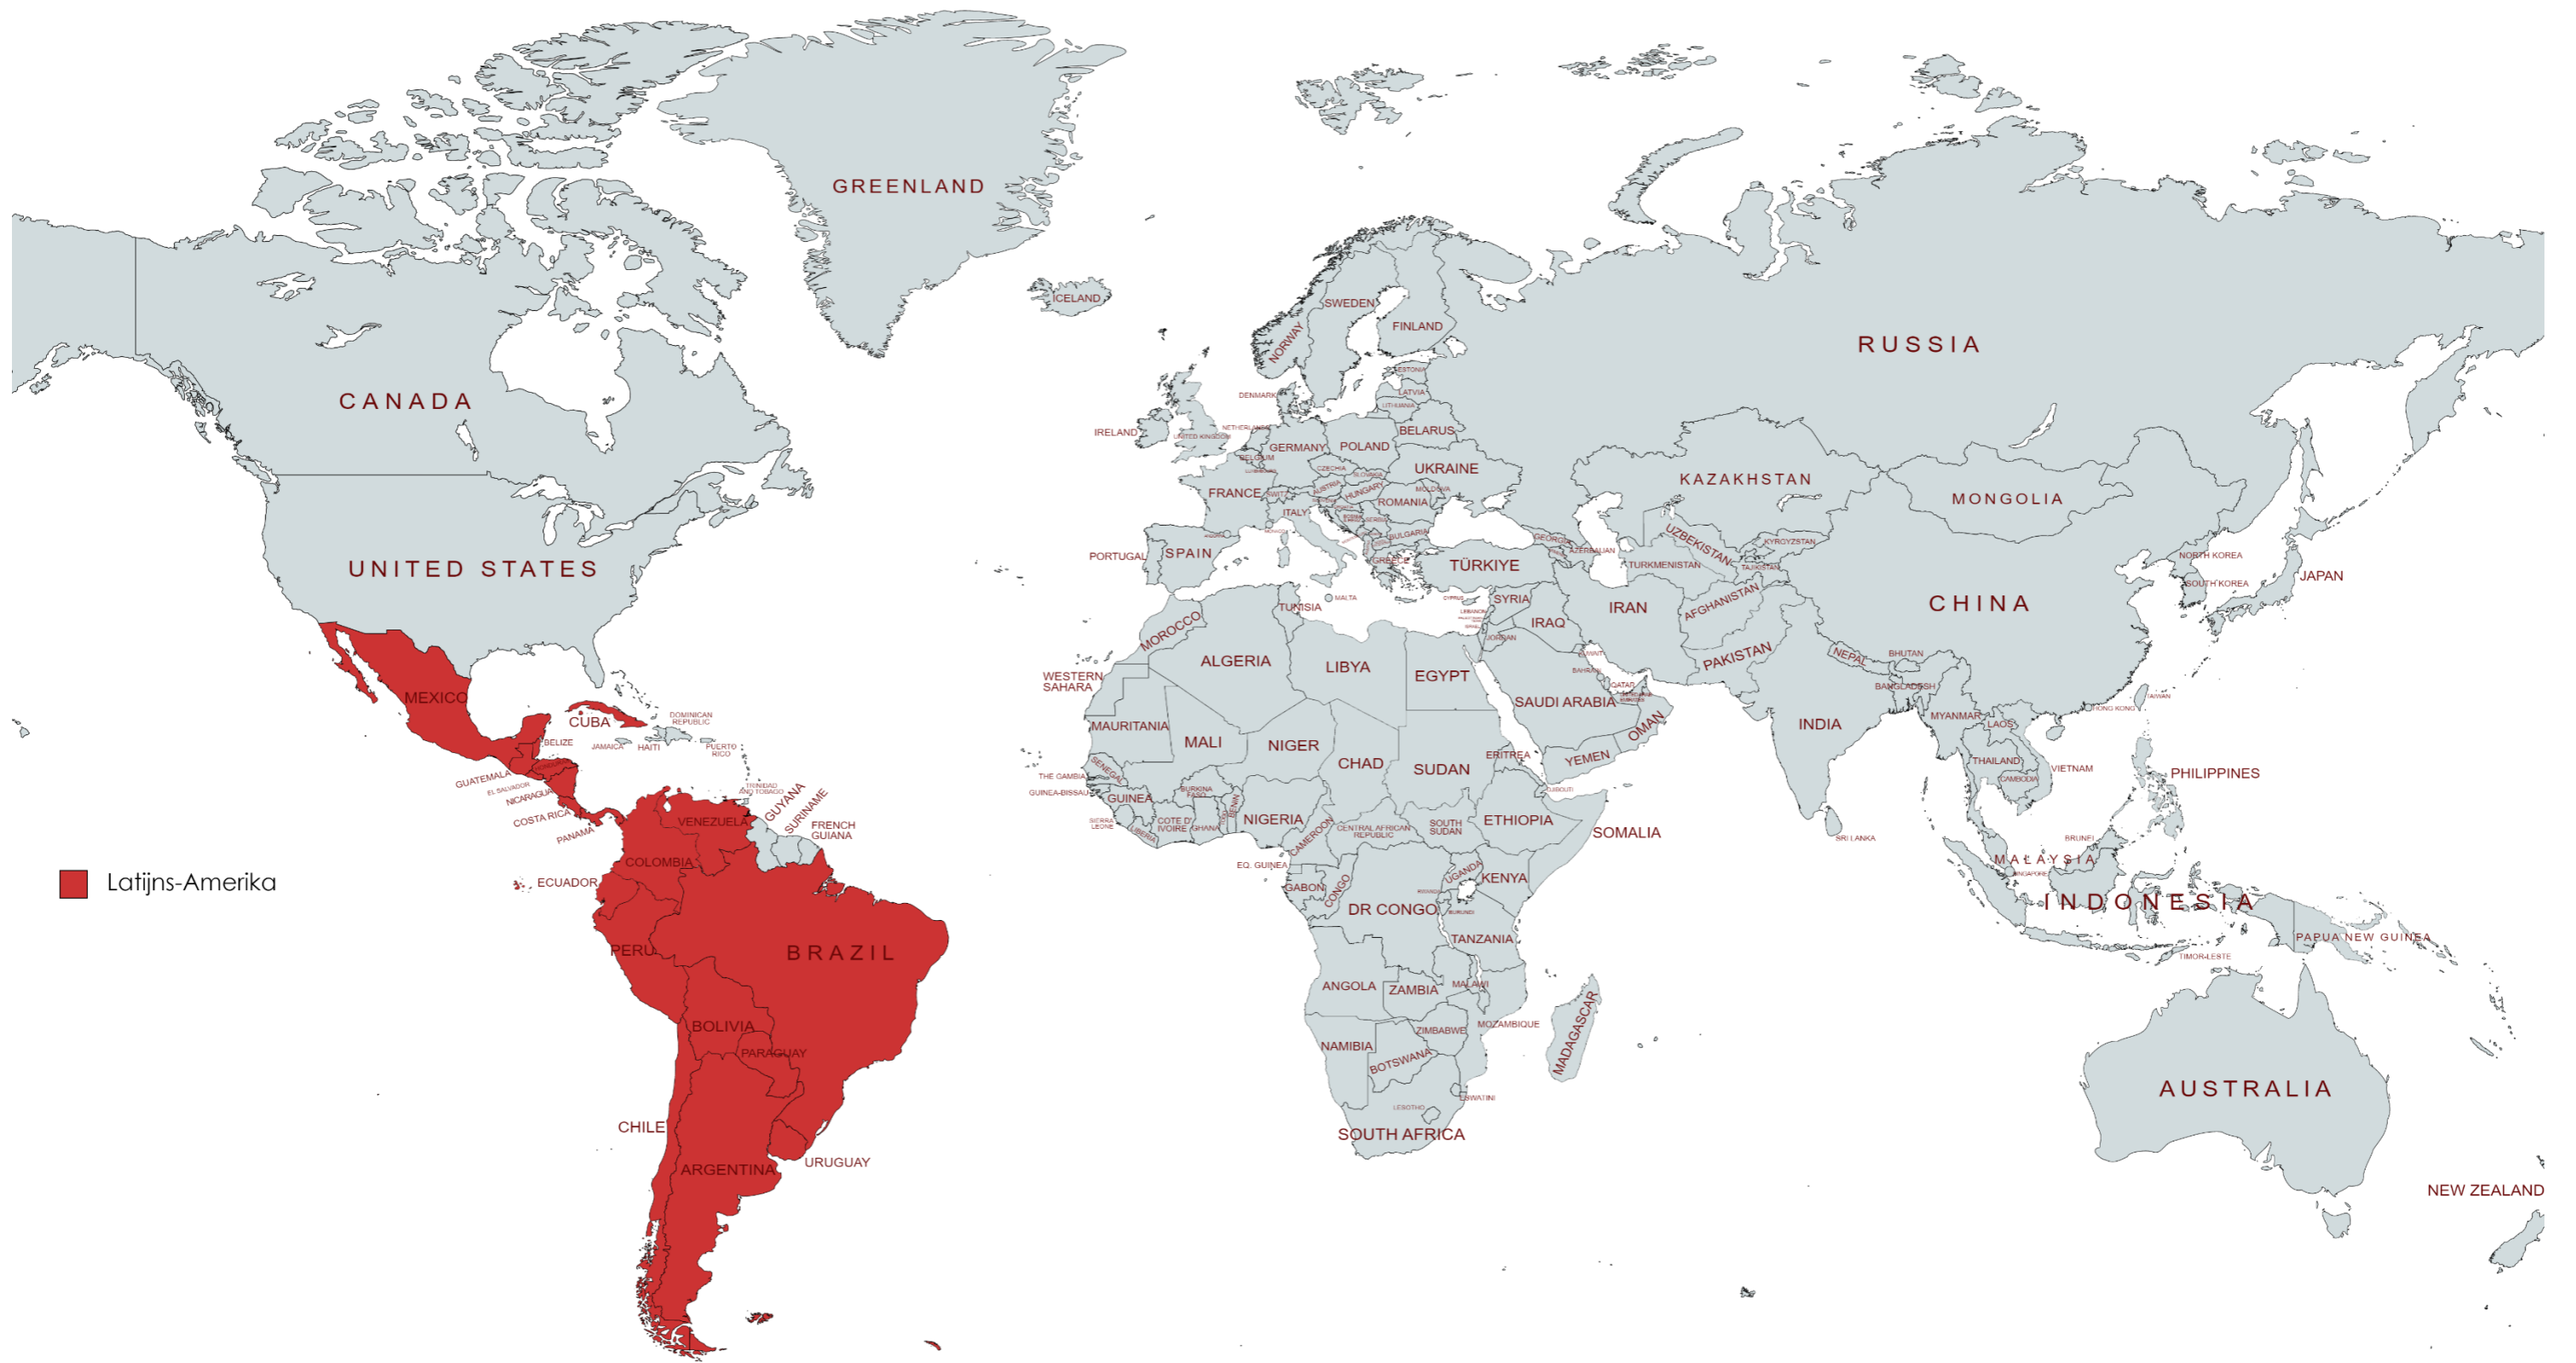 GREENLAND
ICELAND
SWEDEN
NORWAY
FINLAND
RUSSIA
CANADA
ESTONIA
LATVIA
LITHUANIA
DENMARK
IRELAND
UNITED KINGDOM
NETHERLANDS
BELARUS
GERMANY
POLAND
BELGIUM
CZECHIA
UKRAINE
FRANCE
SWITZ
AUSTRIA
HUNGARY
MOLDOVA
ROMANIA
ITALY
KAZAKHSTAN
MONGOLIA
BULGARIA
PORTUGAL
SPAIN
GREECE
TÜRKIYE
GEORGIA
AZERBAIJAN
UZBEKISTAN
KYRGYZSTAN
TURKMENISTAN
TAJIKISTAN
NORTH KOREA
SOUTH KOREA
JAPAN
UNITED STATES
CHINA
MALTA
TUNISIA
CYPRUS
LEBANON
SYRIA
IRAQ
IRAN
AFGHANISTAN
MOROCCO
JORDAN
ALGERIA
LIBYA
EGYPT
KUWAIT
BAHRAIN
QATAR
PAKISTAN
NEPAL
BHUTAN
BANGLADESH
WESTERN
SAHARA
SAUDI ARABIA
OMAN
YEMEN
INDIA
MYANMAR
LAOS
HONG KONG
TAIWAN
MEXICO
CUBA
DOMINICAN
REPUBLIC
BELIZE
JAMAICA
HAITI
PUERTO
RICO
MAURITANIA
MALI
NIGER
CHAD
SUDAN
ERITREA
DJIBOUTI
THAILAND
CAMBODIA
VIETNAM
PHILIPPINES
GUATEMALA
HONDURAS
EL SALVADOR
NICARAGUA
COSTA RICA
PANAMA
TRINIDAD
AND TOBAGO
GUYANA
SURINAME
FRENCH
GUIANA
VENEZUELA
COLOMBIA
ECUADOR
SENEGAL
THE GAMBIA
GUINEA-BISSAU
GUINEA
SIERRA
LEONE
LIBERIA
COTE D'
IVOIRE
BURKINA
FASO
GHANA
BENIN
NIGERIA
CAMEROON
CENTRAL AFRICAN
REPUBLIC
SOUTH
SUDAN
ETHIOPIA
SOMALIA
SRI LANKA
BRUNEI
MALAYSIA
SINGAPORE
INDONESIA
PAPUA NEW GUINEA
TIMOR-LESTE
EQ. GUINEA
GABON
CONGO
DR CONGO
UGANDA
KENYA
RWANDA
BURUNDI
TANZANIA
Latijns-Amerika
PERU
BRAZIL
BOLIVIA
PARAGUAY
CHILE
ARGENTINA
URUGUAY
ANGOLA
ZAMBIA
MALAWI
MOZAMBIQUE
ZIMBABWE
NAMIBIA
BOTSWANA
MADAGASCAR
ESWATINI
LESOTHO
SOUTH AFRICA
AUSTRALIA
NEW ZEALAND